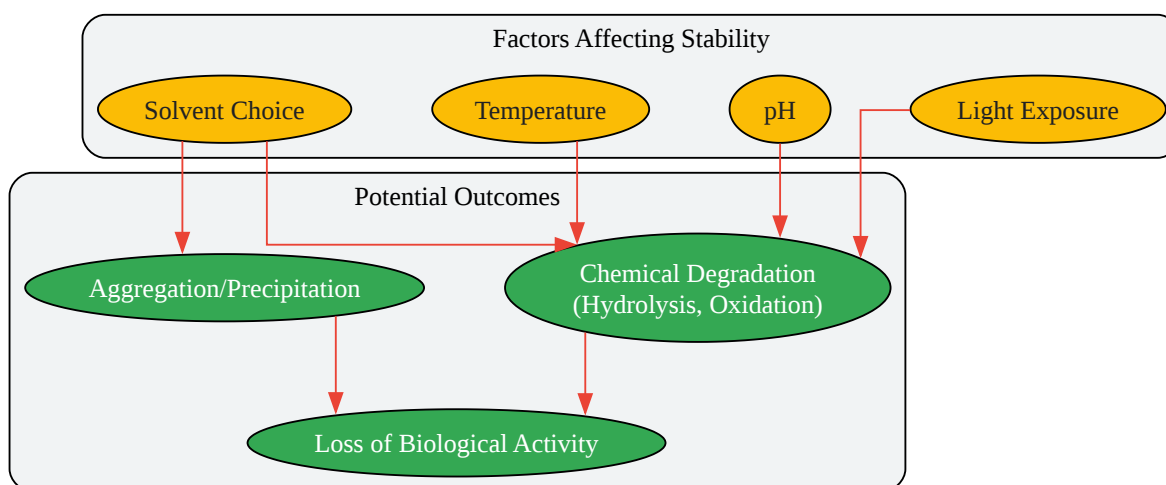 Factors Affecting Stability
Solvent Choice
Temperature
pH
Light Exposure
Potential Outcomes
Aggregation/Precipitation
Chemical Degradation
(Hydrolysis, Oxidation)
Loss of Biological Activity